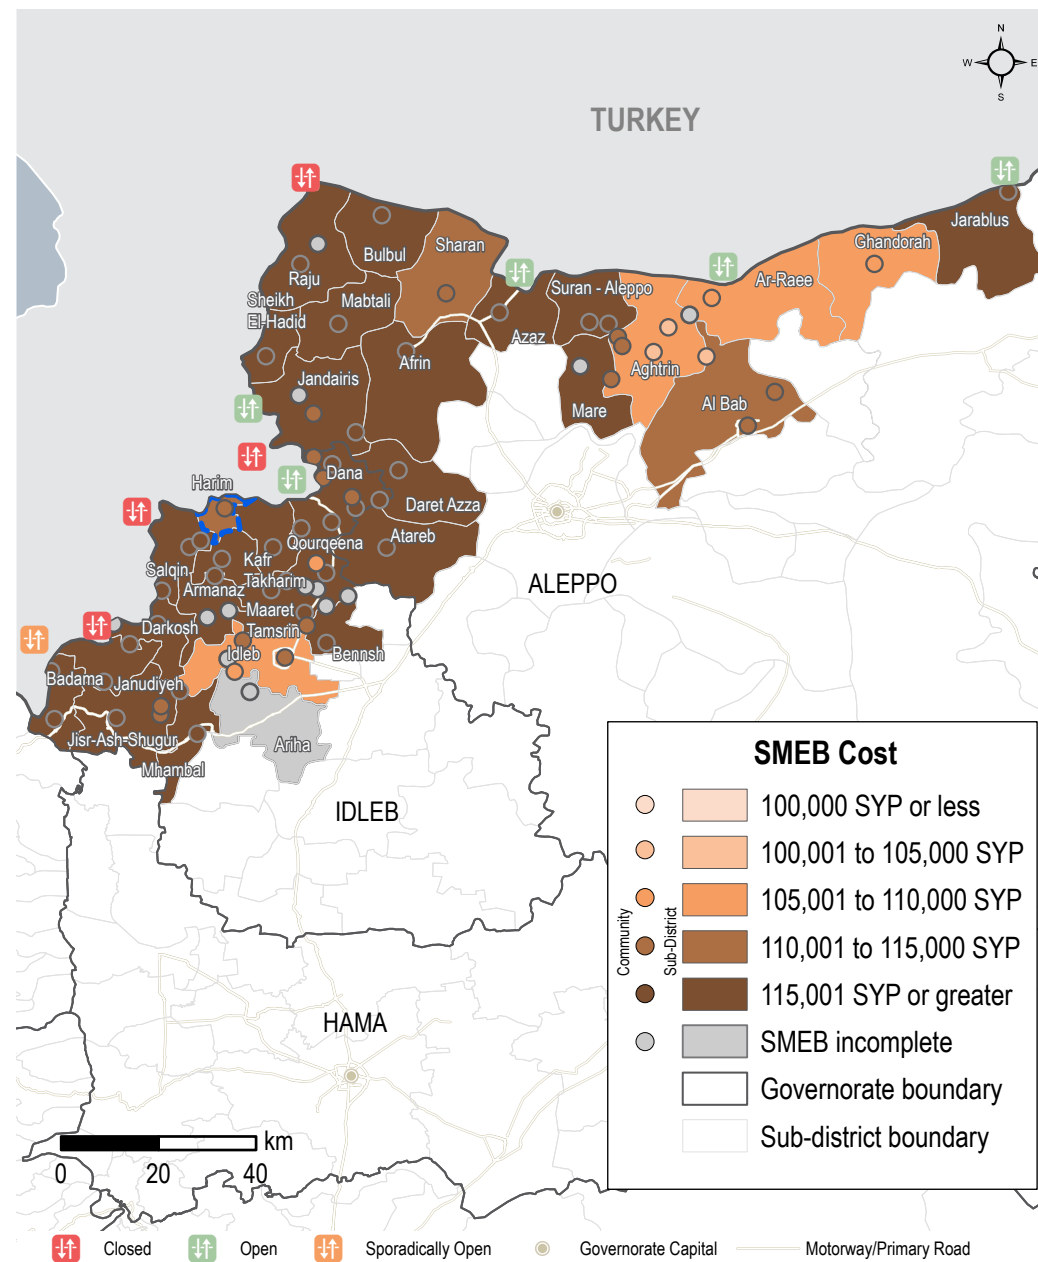 N
W E
S
TURKEY
Jarablus
Ghandorah
Ar-Raee
Bulbul
Sharan
Raju
Mabtali
Sheikh
El-Hadid
Suran - Aleppo
Azaz
Afrin
Aghtrin
Jandairis
Mare
Al Bab
Harim
Dana
Daret Azza
Atareb
Qourqeena
Kafr
Takharim
Salqin
Armanaz
ALEPPO
Maaret
Tamsrin
Darkosh
Idleb
Bennsh
Badama
Janudiyeh
Jisr-Ash-Shugur
Ariha
Mhambal
IDLEB
HAMA
SMEB Cost
Community
Sub-District
100,000 SYP or less
100,001 to 105,000 SYP
105,001 to 110,000 SYP
110,001 to 115,000 SYP
115,001 SYP or greater
SMEB incomplete
Governorate boundary
Sub-district boundary
km
0 20 40
Closed Open Sporadically Open Governorate Capital Motorway/Primary Road